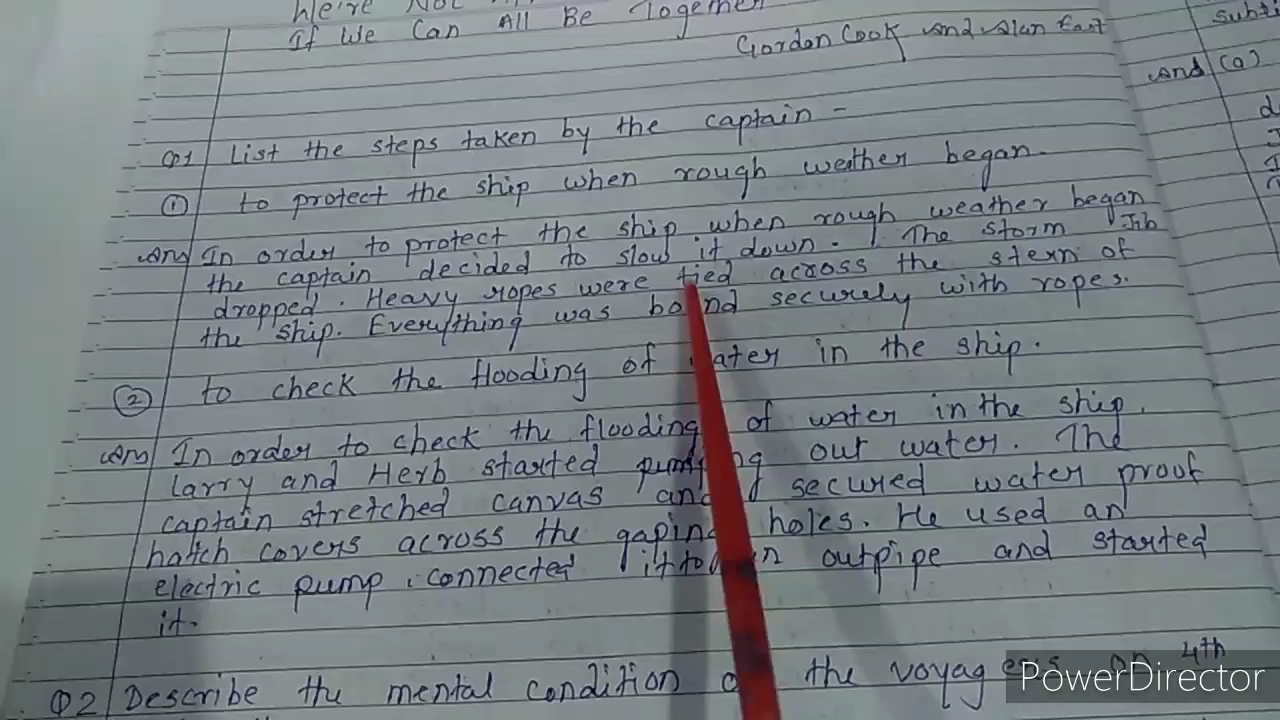 We're Not
If We Can All Be Together
Gordon Cook and Alan East
and (a)
Q1 List the steps taken by the captain -
① to protect the ship when rough weather began.
Ans In order to protect the ship when rough weather began
the captain decided to slow it down. The storm Jib
dropped. Heavy ropes were tied across the stern of
the ship. Everything was bound securely with ropes.
② to check the flooding of water in the ship.
Ans In order to check the flooding of water in the ship.
Larry and Herb started pumping out water. The
captain stretched canvas and secured water proof
hatch covers across the gaping holes. He used an
electric pump, connected it to an outpipe and started
it.
Q2 Describe the mental condition of the voyagers on 4th
PowerDirector